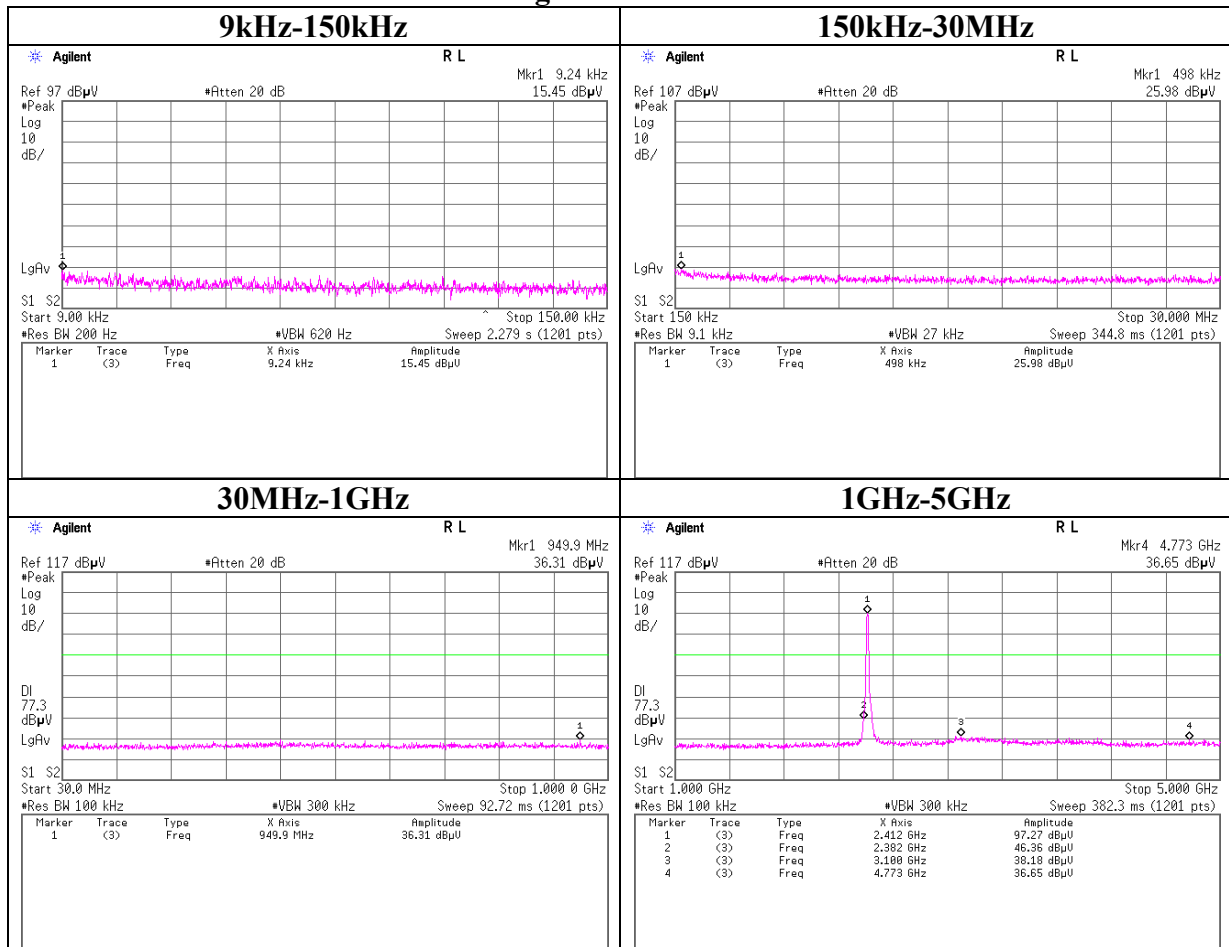 9kHz-150kHz
Agilent R L
Mkr1 9.24 kHz
Ref 97 dBµV #Atten 20 dB 15.45 dBµV
#Peak
Log
10
dB/
1
LgAv
S1 S2
Start 9.00 kHz ^ Stop 150.00 kHz
#Res BW 200 Hz #VBW 620 Hz Sweep 2.279 s (1201 pts)
Marker Trace Type X Axis Amplitude
1 (3) Freq 9.24 kHz 15.45 dBµV
150kHz-30MHz
Agilent R L
Mkr1 498 kHz
Ref 107 dBµV #Atten 20 dB 25.98 dBµV
#Peak
Log
10
dB/
1
LgAv
S1 S2
Start 150 kHz Stop 30.000 MHz
#Res BW 9.1 kHz #VBW 27 kHz Sweep 344.8 ms (1201 pts)
Marker Trace Type X Axis Amplitude
1 (3) Freq 498 kHz 25.98 dBµV
30MHz-1GHz
Agilent R L
Mkr1 949.9 MHz
Ref 117 dBµV #Atten 20 dB 36.31 dBµV
#Peak
Log
10
dB/
DI
77.3
dBµV
1
LgAv
S1 S2
Start 30.0 MHz Stop 1.000 0 GHz
#Res BW 100 kHz #VBW 300 kHz Sweep 92.72 ms (1201 pts)
Marker Trace Type X Axis Amplitude
1 (3) Freq 949.9 MHz 36.31 dBµV
1GHz-5GHz
Agilent R L
Mkr4 4.773 GHz
Ref 117 dBµV #Atten 20 dB 36.65 dBµV
#Peak
Log
10
dB/
1
DI
77.3
dBµV
2 3 4
LgAv
S1 S2
Start 1.000 GHz Stop 5.000 GHz
#Res BW 100 kHz #VBW 300 kHz Sweep 382.3 ms (1201 pts)
Marker Trace Type X Axis Amplitude
1 (3) Freq 2.412 GHz 97.27 dBµV
2 (3) Freq 2.382 GHz 46.36 dBµV
3 (3) Freq 3.100 GHz 38.18 dBµV
4 (3) Freq 4.773 GHz 36.65 dBµV